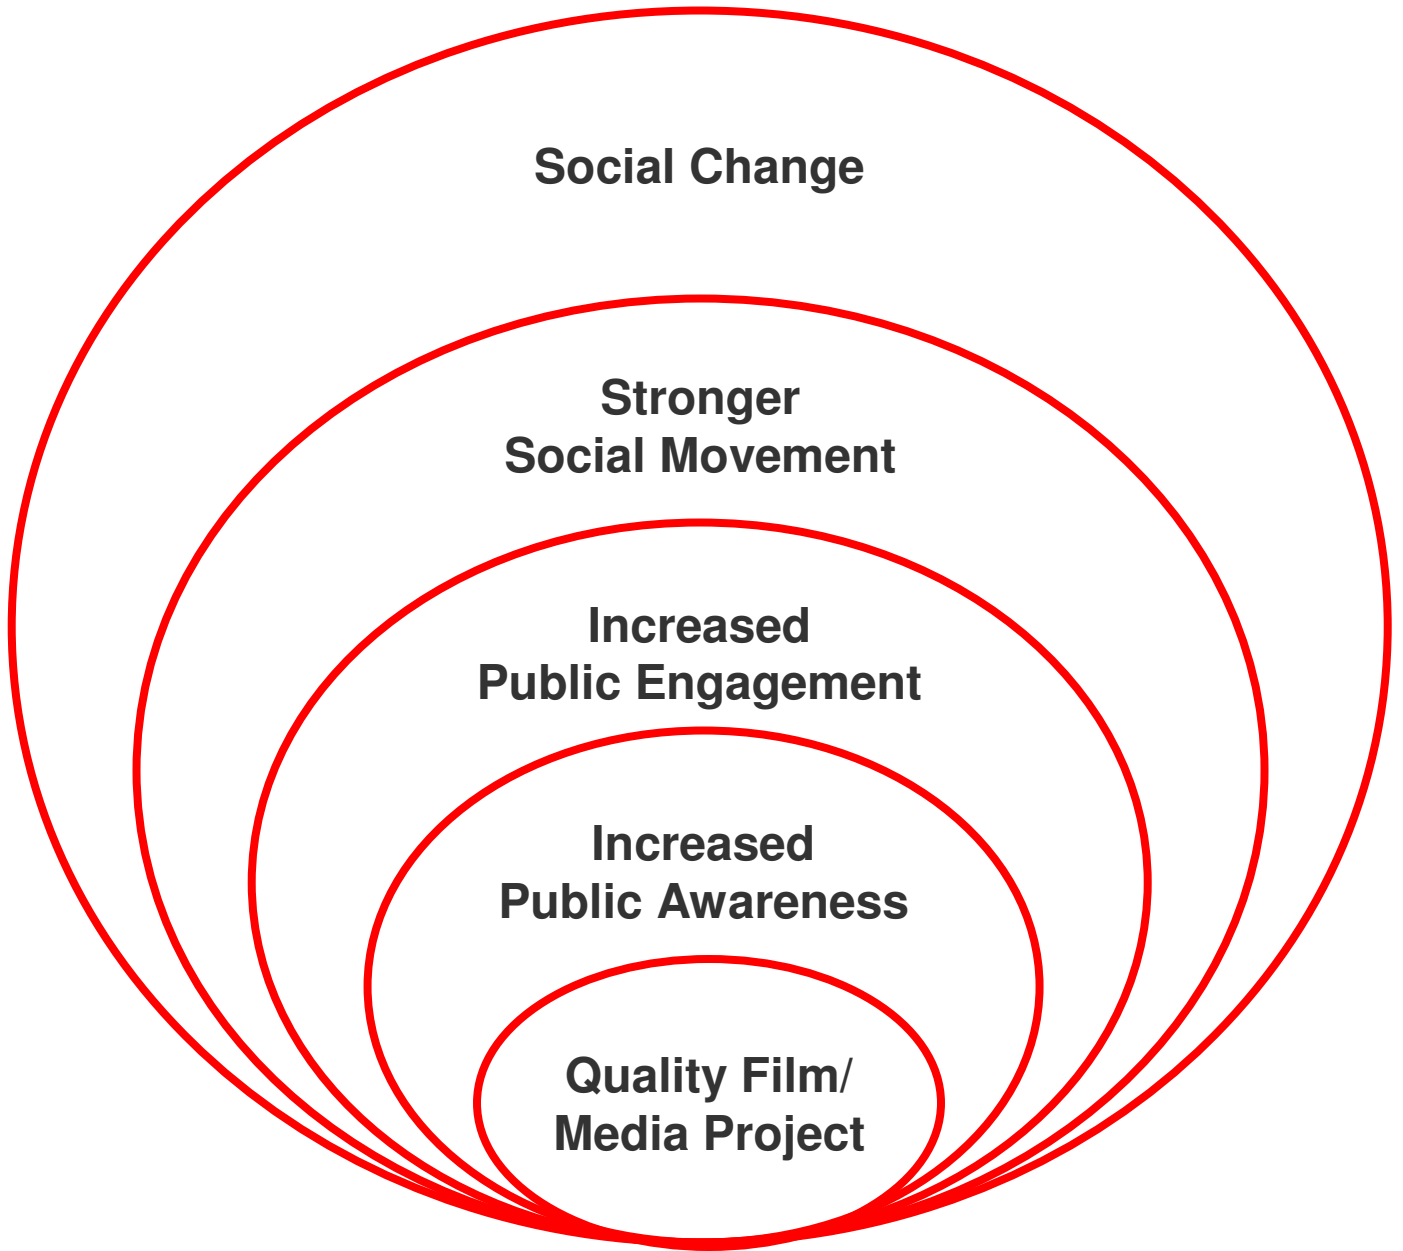 Social Change
Stronger
Social Movement
Increased
Public Engagement
Increased
Public Awareness
Quality Film/
Media Project